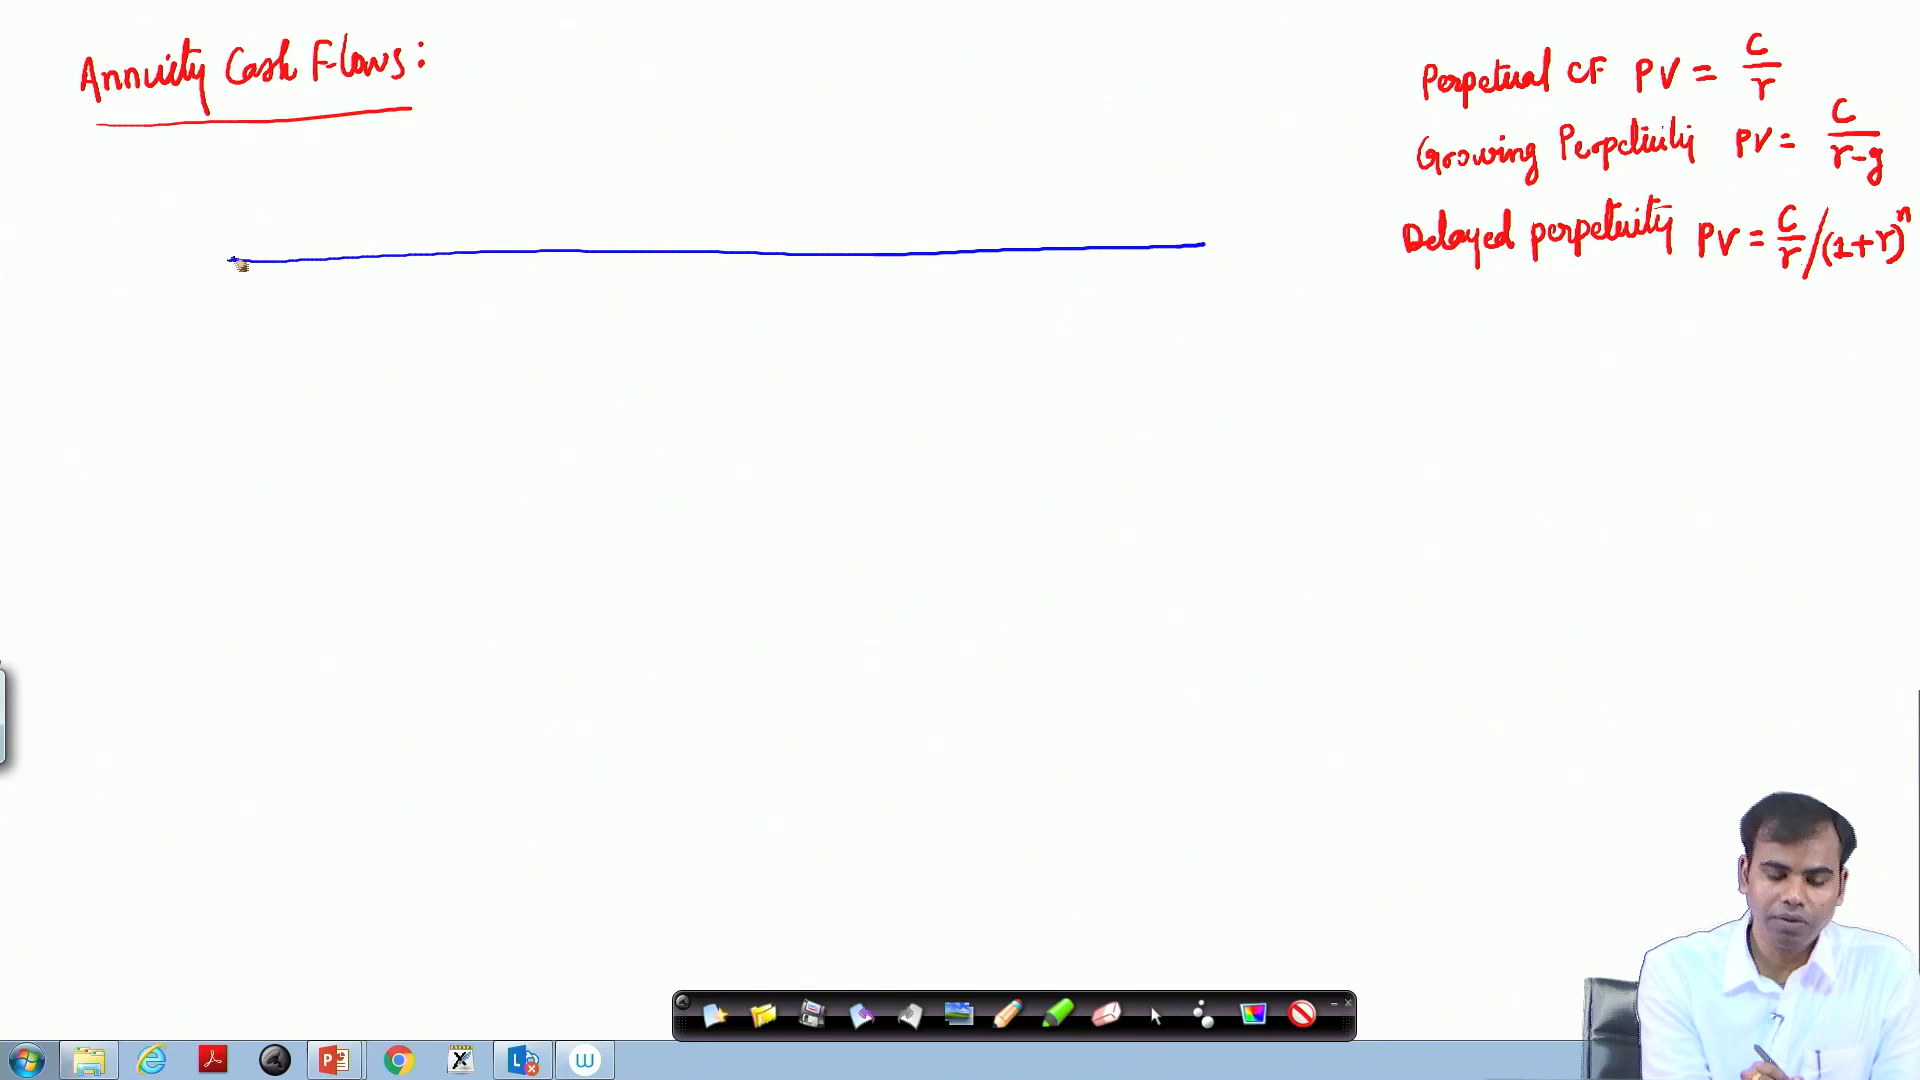 Annuity Cash Flows:
Perpetual CF PV = C/r
Growing Perpetuity PV = C/r-g
Delayed perpetuity PV = C/r/(1+r)^n